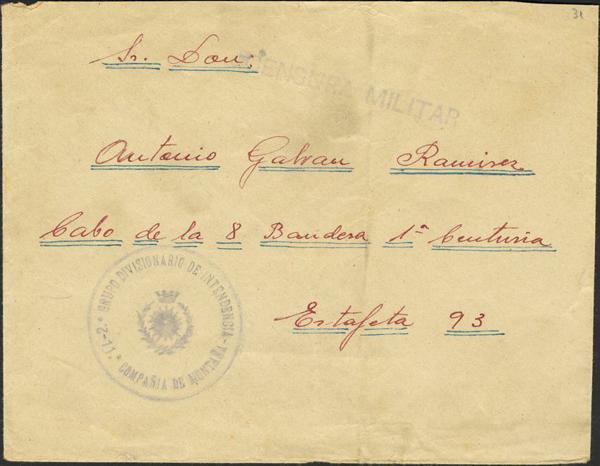 31
Sr. Don:
CENSURA MILITAR
Antonio Galvan Ramirez
Cabo de la 8 Bandera 1ª Centuria
Estafeta 93
GRUPO DIVISIONARIO DE INTENDENCIA
COMPAÑIA DE MONTAÑA